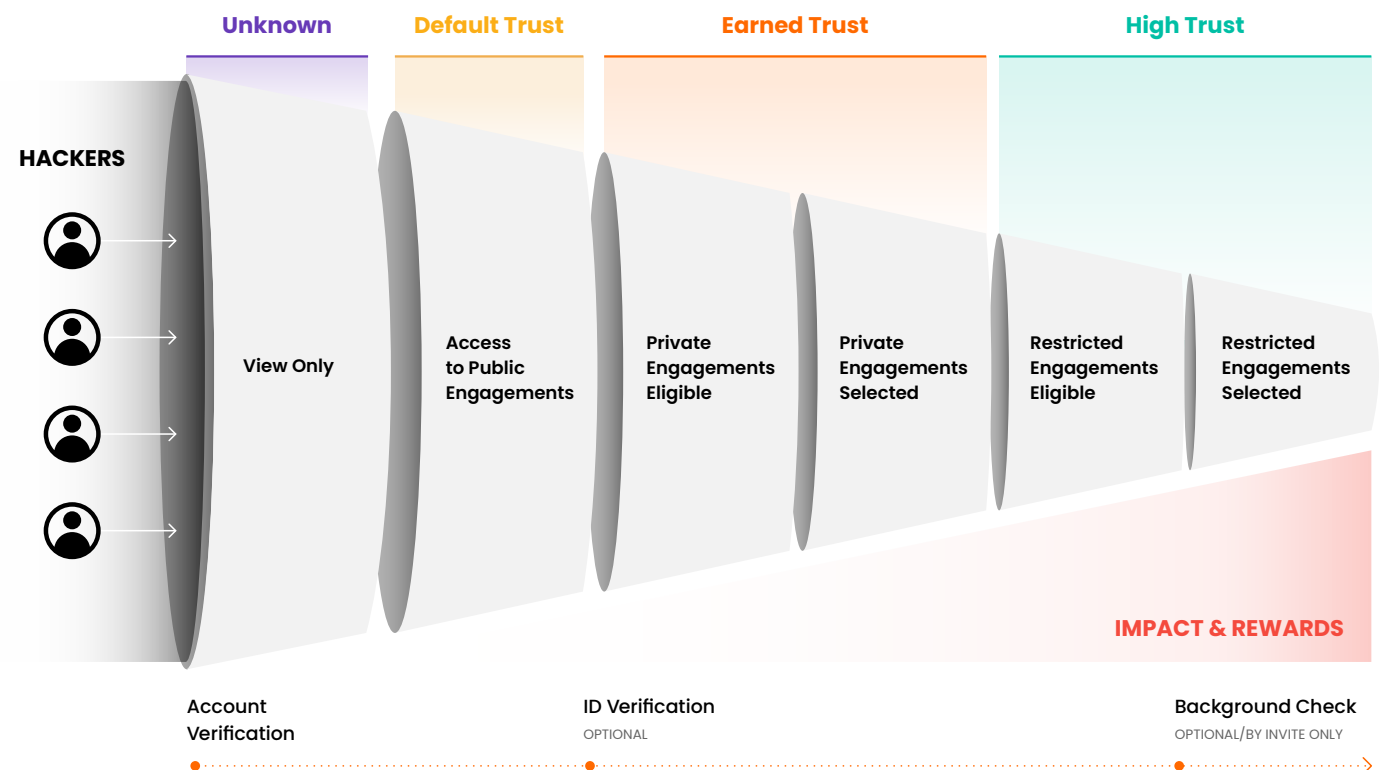 Unknown
Default Trust
Earned Trust
High Trust
HACKERS
View Only
Access
to Public
Engagements
Private
Engagements
Eligible
Private
Engagements
Selected
Restricted
Engagements
Eligible
Restricted
Engagements
Selected
IMPACT & REWARDS
Account
Verification
ID Verification
OPTIONAL
Background Check
OPTIONAL/BY INVITE ONLY